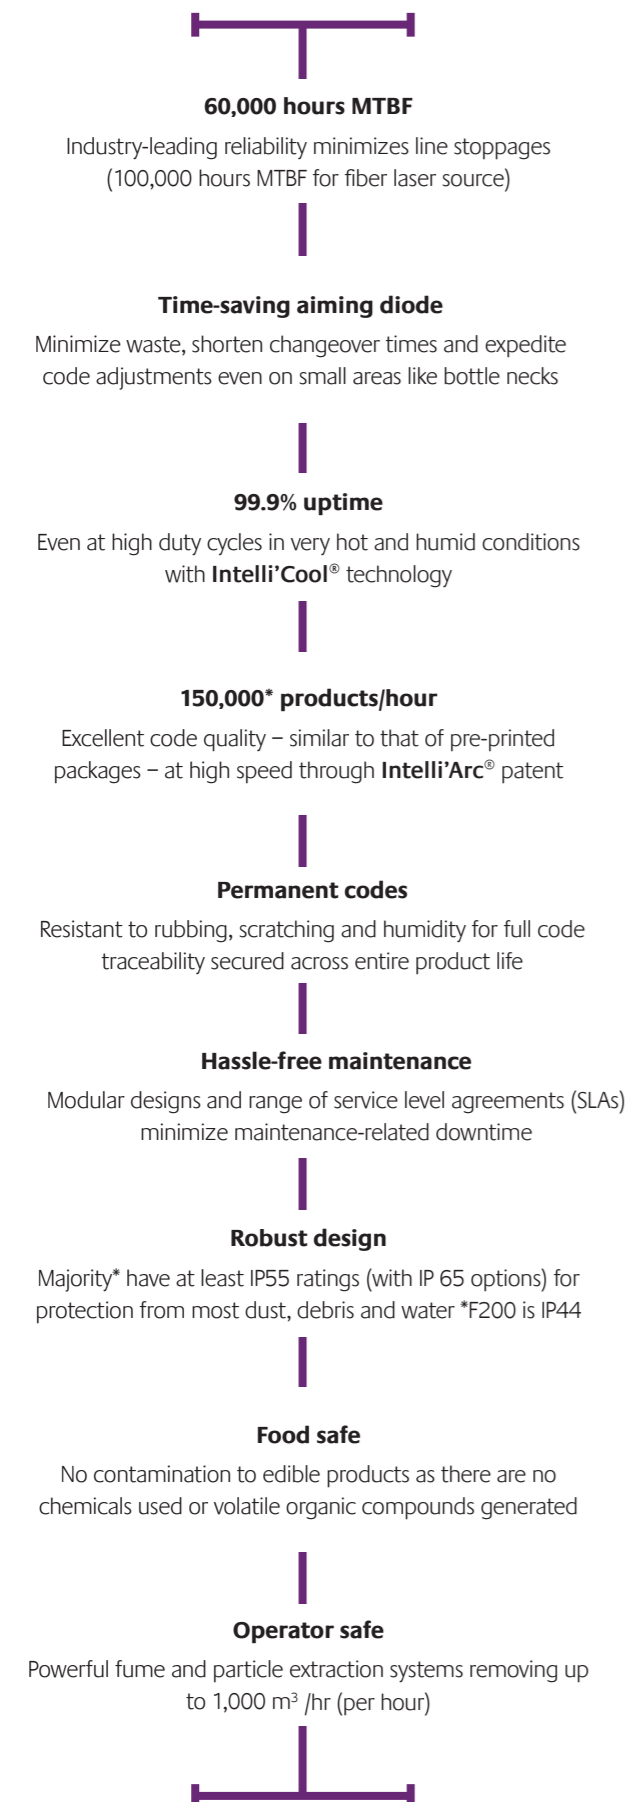 60,000 hours MTBF
Industry-leading reliability minimizes line stoppages
(100,000 hours MTBF for fiber laser source)
Time-saving aiming diode
Minimize waste, shorten changeover times and expedite
code adjustments even on small areas like bottle necks
99.9% uptime
Even at high duty cycles in very hot and humid conditions
with Intelli’Cool® technology
150,000* products/hour
Excellent code quality – similar to that of pre-printed
packages – at high speed through Intelli’Arc® patent
Permanent codes
Resistant to rubbing, scratching and humidity for full code
traceability secured across entire product life
Hassle-free maintenance
Modular designs and range of service level agreements (SLAs)
minimize maintenance-related downtime
Robust design
Majority* have at least IP55 ratings (with IP 65 options) for
protection from most dust, debris and water *F200 is IP44
Food safe
No contamination to edible products as there are no
chemicals used or volatile organic compounds generated
Operator safe
Powerful fume and particle extraction systems removing up
to 1,000 m³ /hr (per hour)